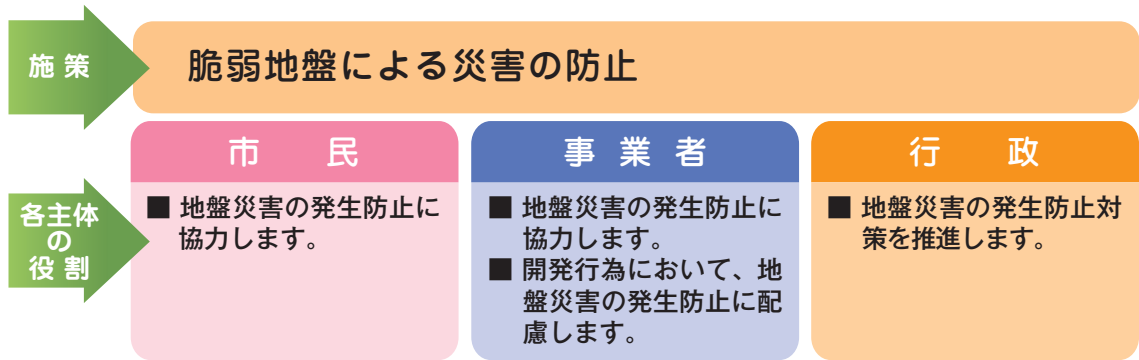 施策
脆弱地盤による災害の防止
各主体
の
役割
市民
■ 地盤災害の発生防止に
協力します。
事業者
■ 地盤災害の発生防止に
協力します。
■ 開発行為において、地
盤災害の発生防止に配
慮します。
行政
■ 地盤災害の発生防止対
策を推進します。